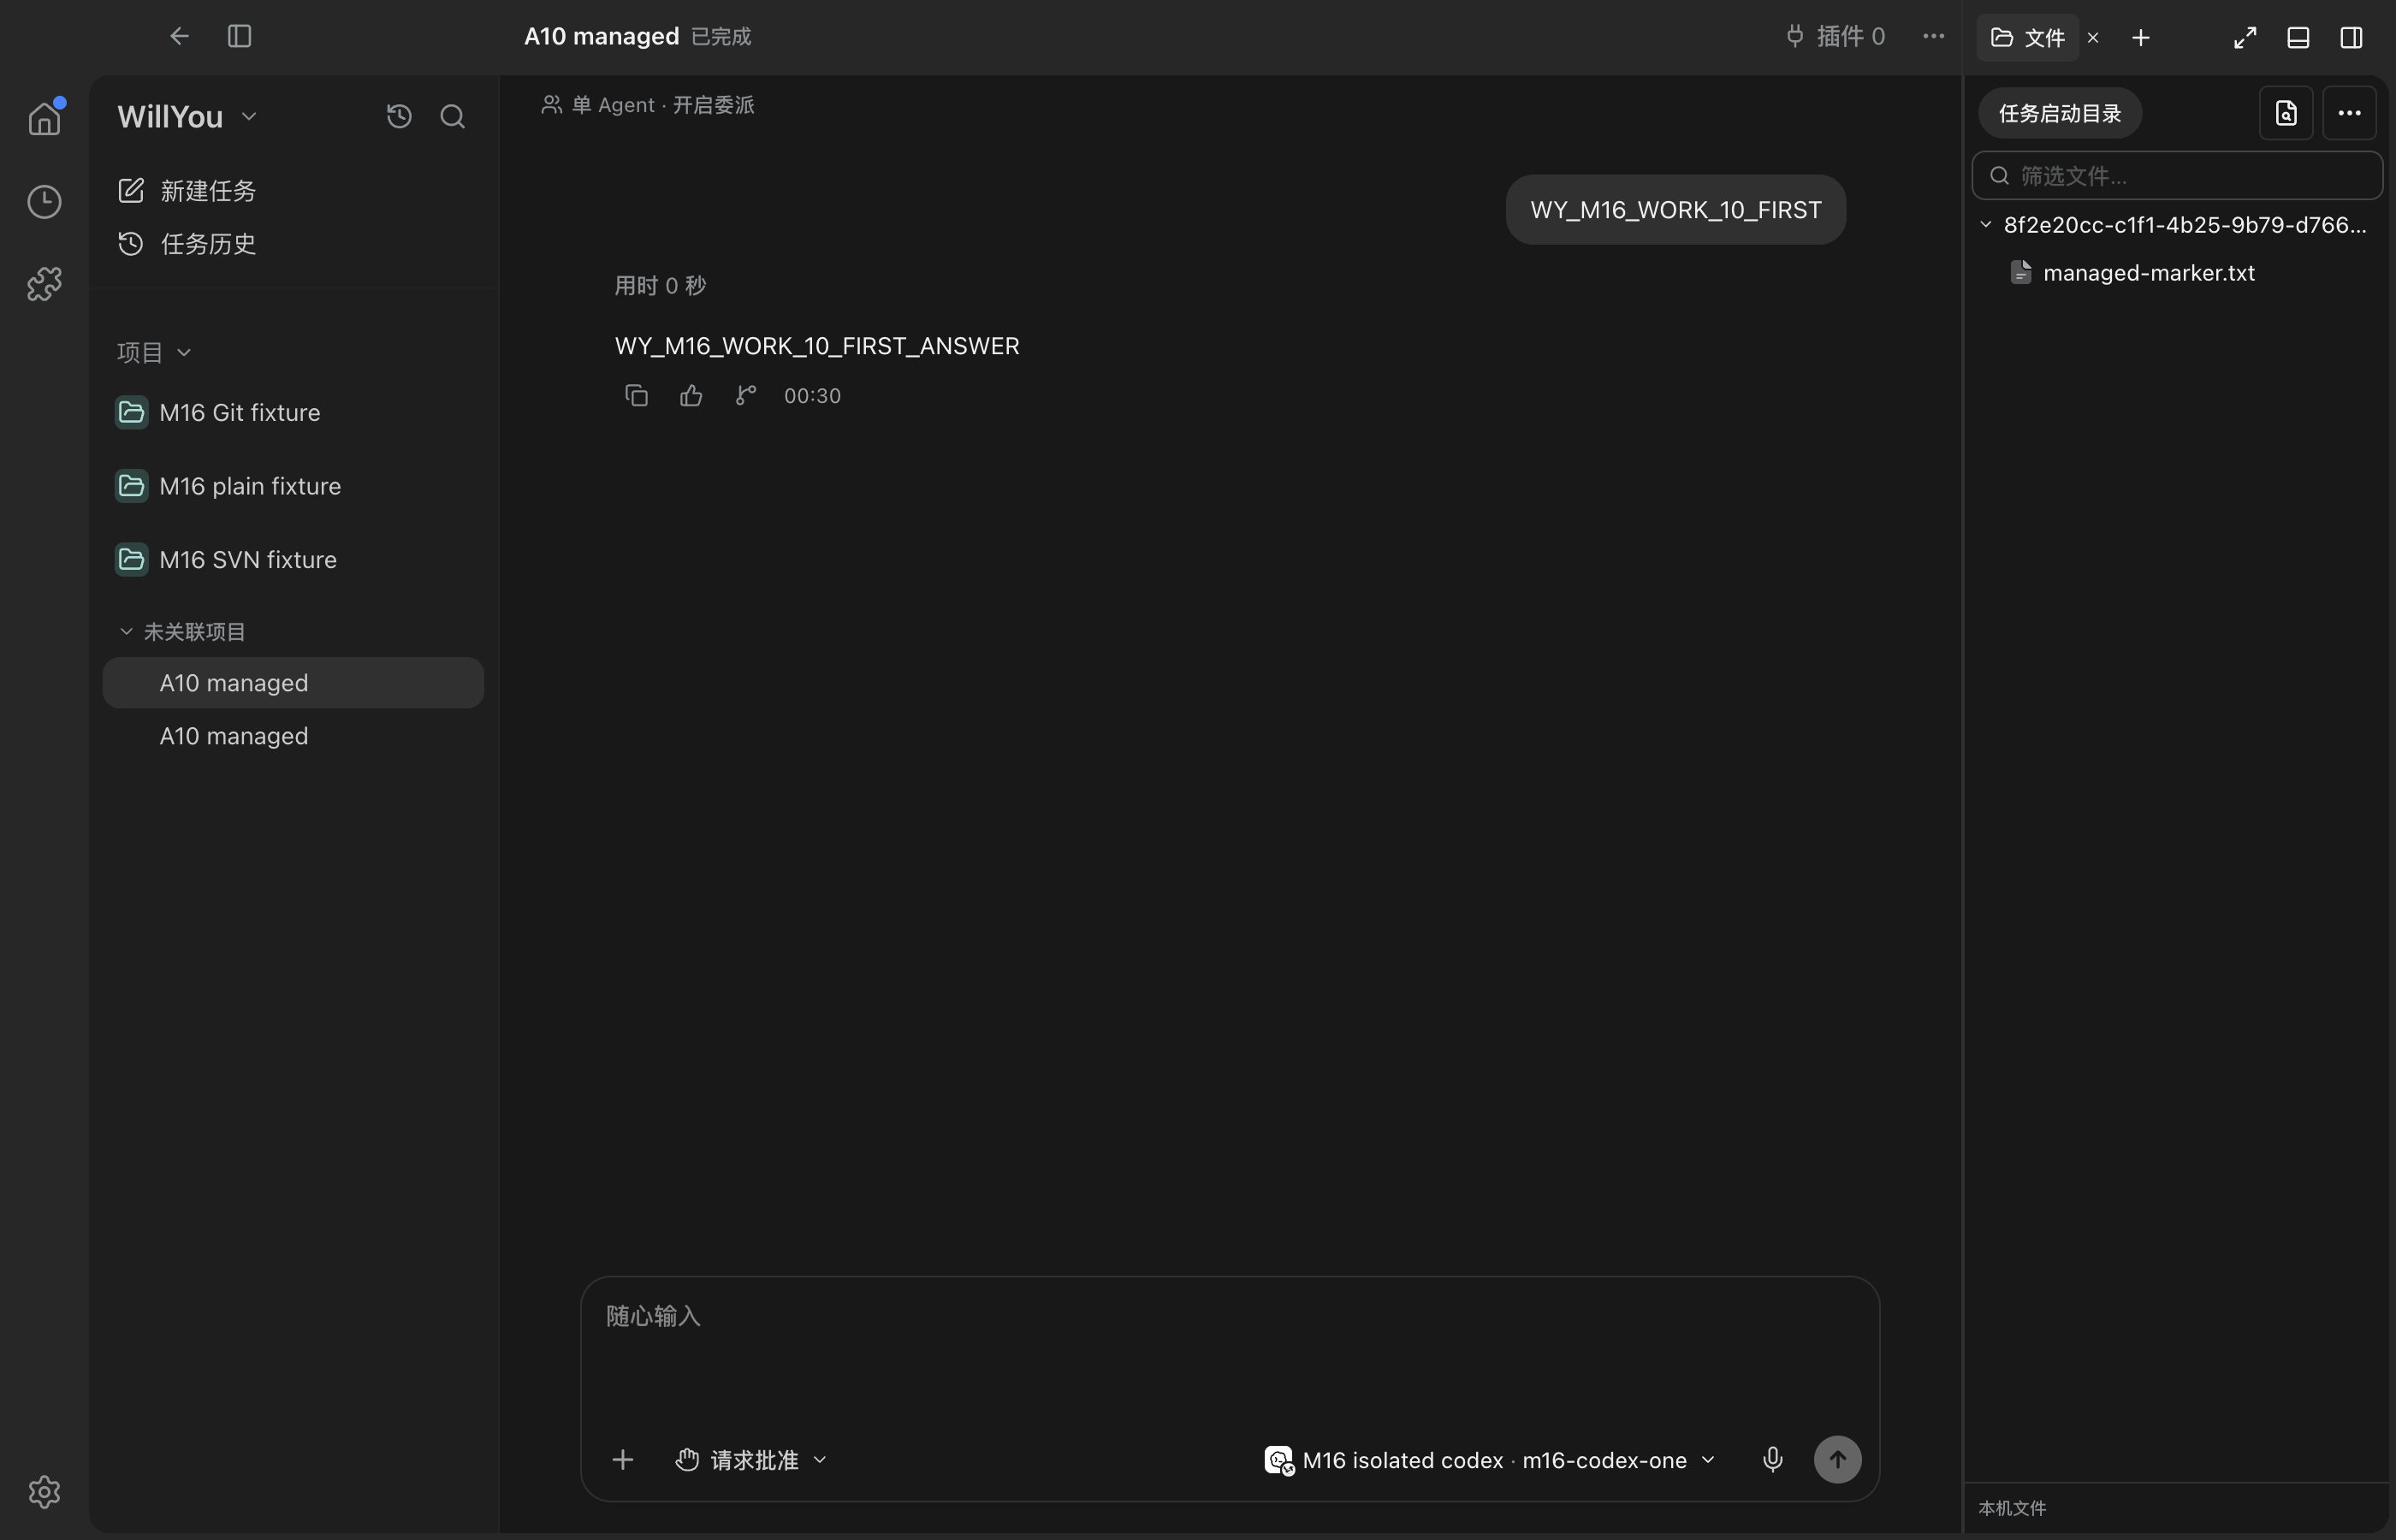 A10 managed 已完成
插件 0
文件
WillYou
新建任务
任务历史
项目
M16 Git fixture
M16 plain fixture
M16 SVN fixture
未关联项目
A10 managed
A10 managed
单 Agent · 开启委派
WY_M16_WORK_10_FIRST
用时 0 秒
WY_M16_WORK_10_FIRST_ANSWER
00:30
随心输入
请求批准
M16 isolated codex · m16-codex-one
任务启动目录
筛选文件...
8f2e20cc-c1f1-4b25-9b79-d766...
managed-marker.txt
本机文件